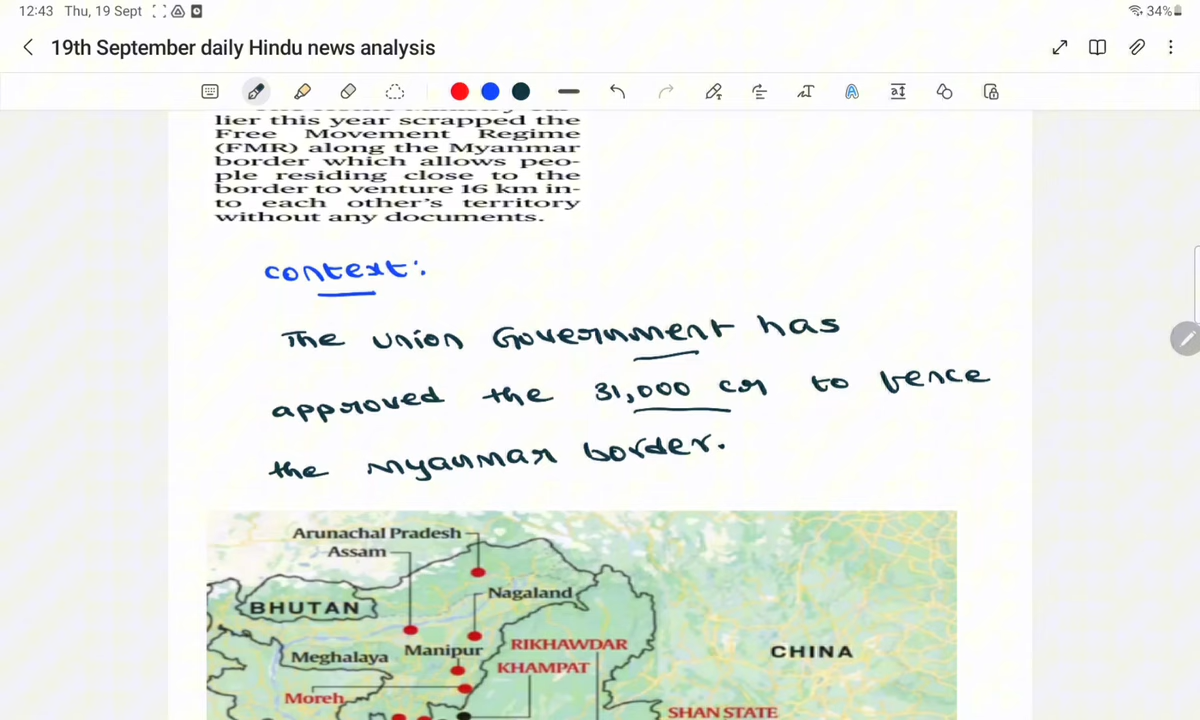 12:43 Thu, 19 Sept
34%
19th September daily Hindu news analysis
lier this year scrapped the
Free Movement Regime
(FMR) along the Myanmar
border which allows peo-
ple residing close to the
border to venture 16 km in-
to each other's territory
without any documents.
context:
The Union Government has
approved the 31,000 cr to fence
the Myanmar border.
Arunachal Pradesh
Assam
Nagaland
BHUTAN
RIKHAWDAR
Manipur
CHINA
Meghalaya
KHAMPAT
Moreh
SHAN STATE